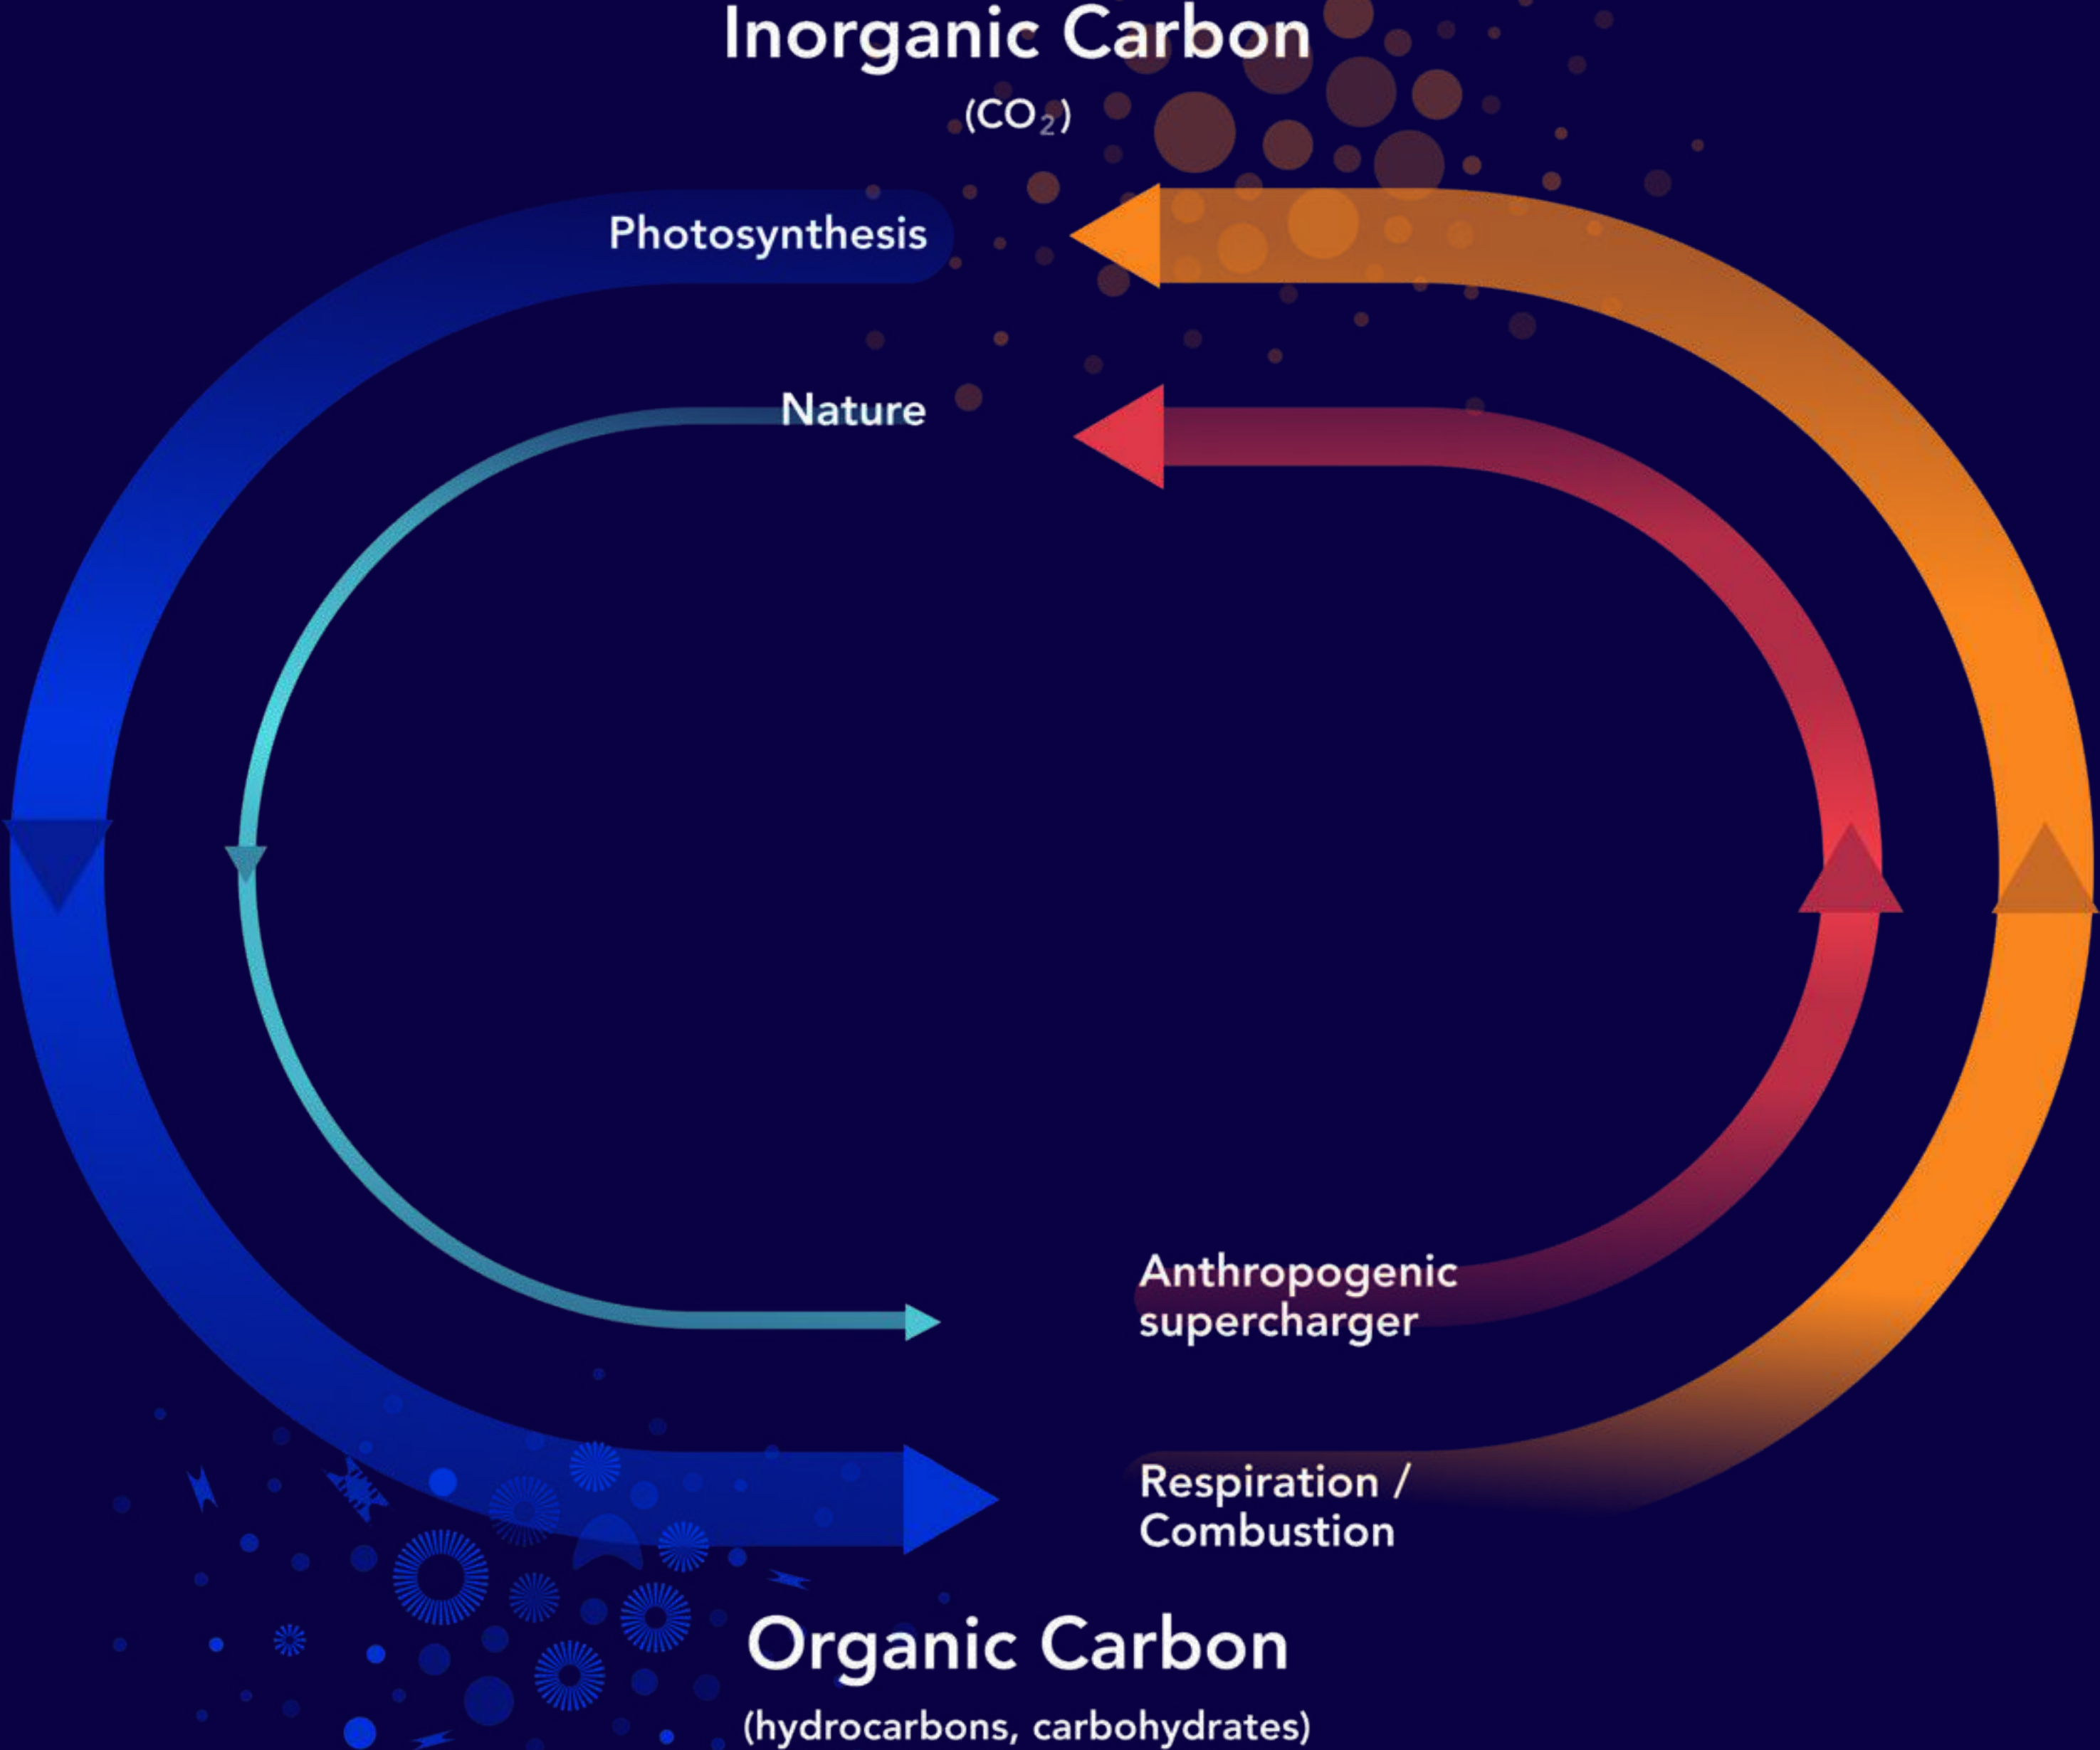 Inorganic Carbon
(CO₂)
Photosynthesis
Nature
Anthropogenic
supercharger
Respiration /
Combustion
Organic Carbon
(hydrocarbons, carbohydrates)